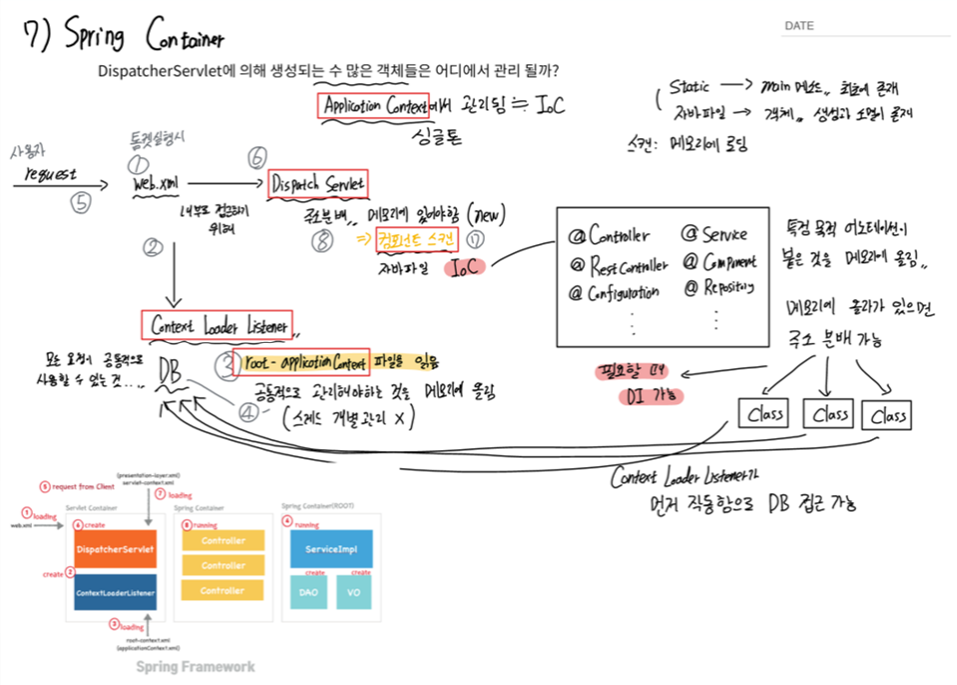 7) Spring Container
DATE
DispatcherServlet에 의해 생성되는 수 많은 객체들은 어디에서 관리 될까?
Application Context에서 관리됨 ≒ IoC
싱글톤
Static → main 메소드,, 최초에 존재
자바파일 → 객체,, 생성과 소멸이 존재
스캔: 메모리에 로딩
사용자
request
⑤
톰켓실행시
①
web.xml
내부로 접근하기
위해
⑥
Dispatch Servlet
주소분배,, 메모리에 있어야함 (new)
⑧ ⇒ 컴포넌트 스캔 ⑦
자바파일 IoC
@Controller @Service
@RestController @Component
@Configuration @Repository
특정 목적 어노테이션이
붙은 것을 메모리에 올림,,
메모리에 올라가 있으면
주소 분배 가능
필요할 때
DI 가능
Class Class Class
②
Context Loader Listener,,
③ root-applicationContext 파일을 읽음
모든 요청이 공통적으로
사용할 수 있는 것...,
DB
④
공통적으로 관리해야하는 것을 메모리에 올림
(스레드 개별관리 X)
Context Loader Listener가
먼저 작동함으로 DB 접근 가능
(presentation-layer.xml)
servlet-context.xml
⑤ request from Client
⑦ loading
Servlet Container
Spring Container
Spring Container(ROOT)
① loading
web.xml
⑥ create
⑧ running
④ running
DispatcherServlet
Controller
Controller
Controller
ServiceImpl
create ②
ContextLoaderListener
create create
DAO VO
③ loading
root-context.xml
(applicationContext.xml)
Spring Framework